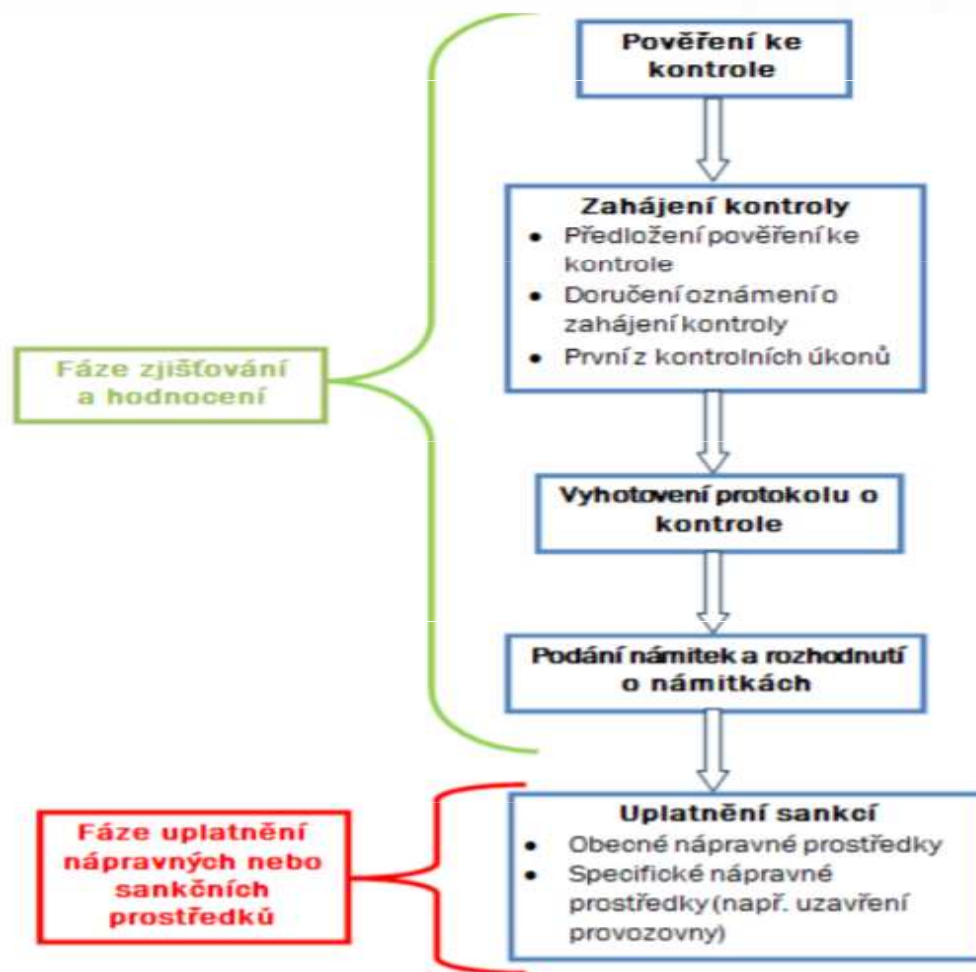 Pověření ke
kontrole
Zahájení kontroly
• Předložení pověření ke
kontrole
• Doručení oznámení o
zahájení kontroly
• První z kontrolních úkonů
Fáze zjišťování
a hodnocení
Vyhotovení protokolu o
kontrole
Podání námitek a rozhodnutí
o námitkách
Fáze uplatnění
nápravných nebo
sankčních
prostředků
Uplatnění sankcí
• Obecné nápravné prostředky
• Specifické nápravné
prostředky (např. uzavření
provozovny)